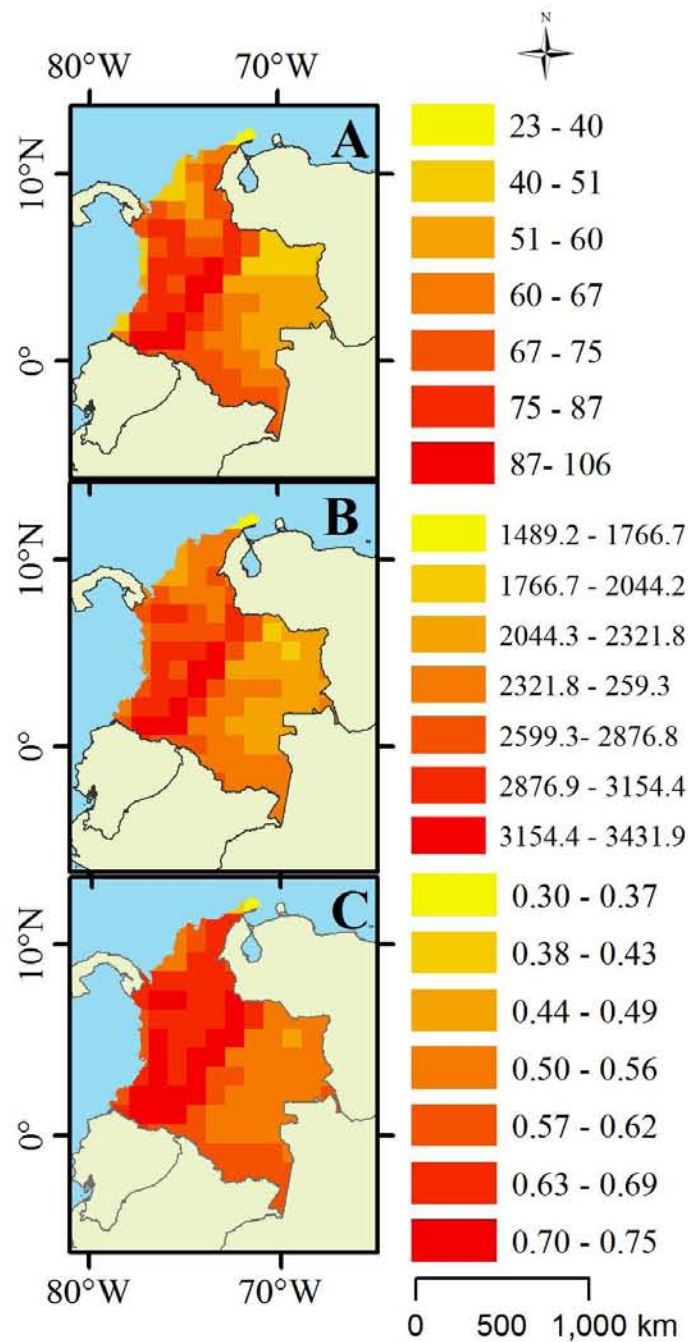 N
80°W 70°W
A
10°N
0°
23 - 40
40 - 51
51 - 60
60 - 67
67 - 75
75 - 87
87- 106
B
10°N
0°
1489.2 - 1766.7
1766.7 - 2044.2
2044.3 - 2321.8
2321.8 - 259.3
2599.3- 2876.8
2876.9 - 3154.4
3154.4 - 3431.9
C
10°N
0°
0.30 - 0.37
0.38 - 0.43
0.44 - 0.49
0.50 - 0.56
0.57 - 0.62
0.63 - 0.69
0.70 - 0.75
80°W 70°W
0 500 1,000 km